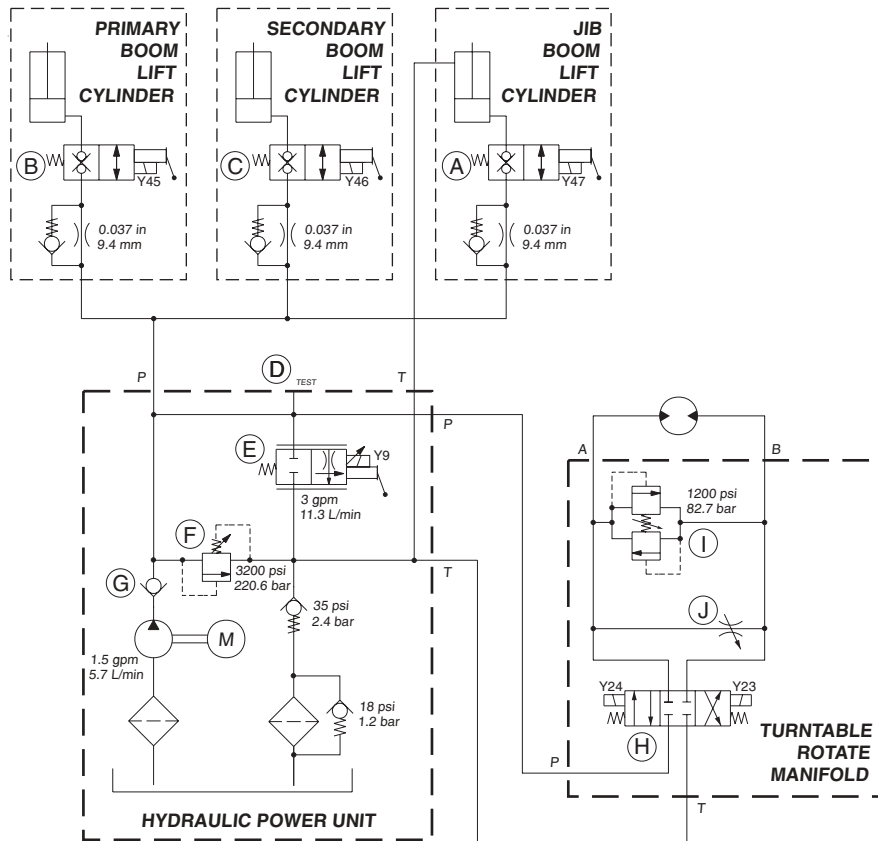 PRIMARY
BOOM
LIFT
CYLINDER
B
Y45
0.037 in
9.4 mm
SECONDARY
BOOM
LIFT
CYLINDER
C
Y46
0.037 in
9.4 mm
JIB
BOOM
LIFT
CYLINDER
A
Y47
0.037 in
9.4 mm
P
D
TEST
T
P
E
Y9
3 gpm
11.3 L/min
F
3200 psi
220.6 bar
T
G
M
1.5 gpm
5.7 L/min
35 psi
2.4 bar
18 psi
1.2 bar
HYDRAULIC POWER UNIT
A
B
1200 psi
82.7 bar
I
J
Y24
Y23
H
P
T
TURNTABLE
ROTATE
MANIFOLD